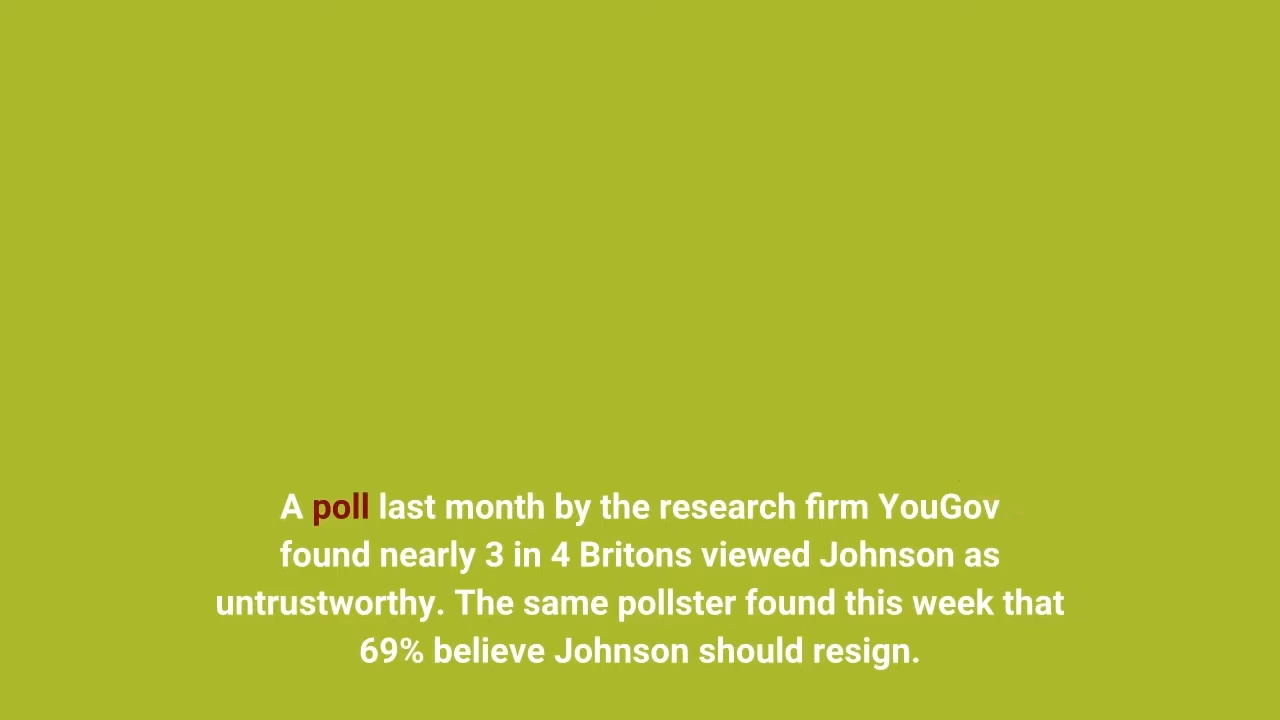 A poll last month by the research firm YouGov
found nearly 3 in 4 Britons viewed Johnson as
untrustworthy. The same pollster found this week that
69% believe Johnson should resign.